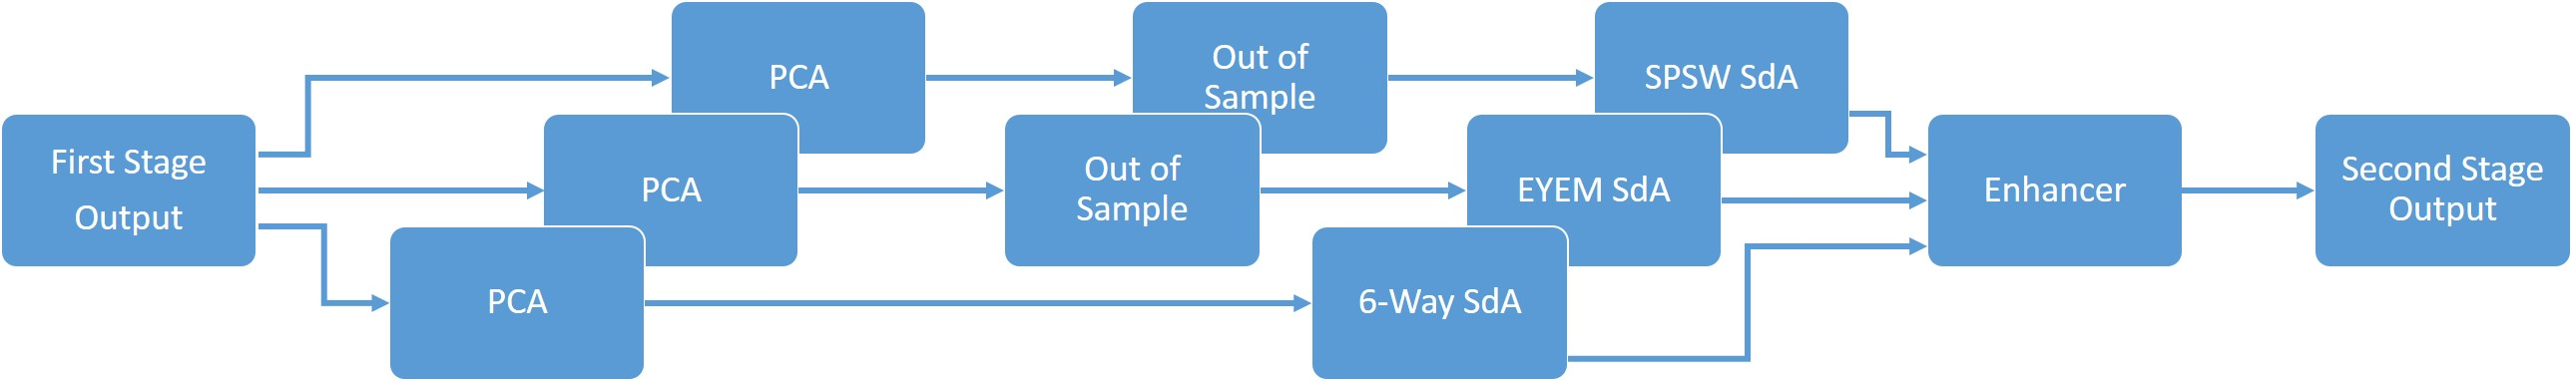 PCA
Out of
Sample
SPSW SdA
First Stage
Output
PCA
Out of
Sample
EYEM SdA
Enhancer
Second Stage
Output
PCA
6-Way SdA